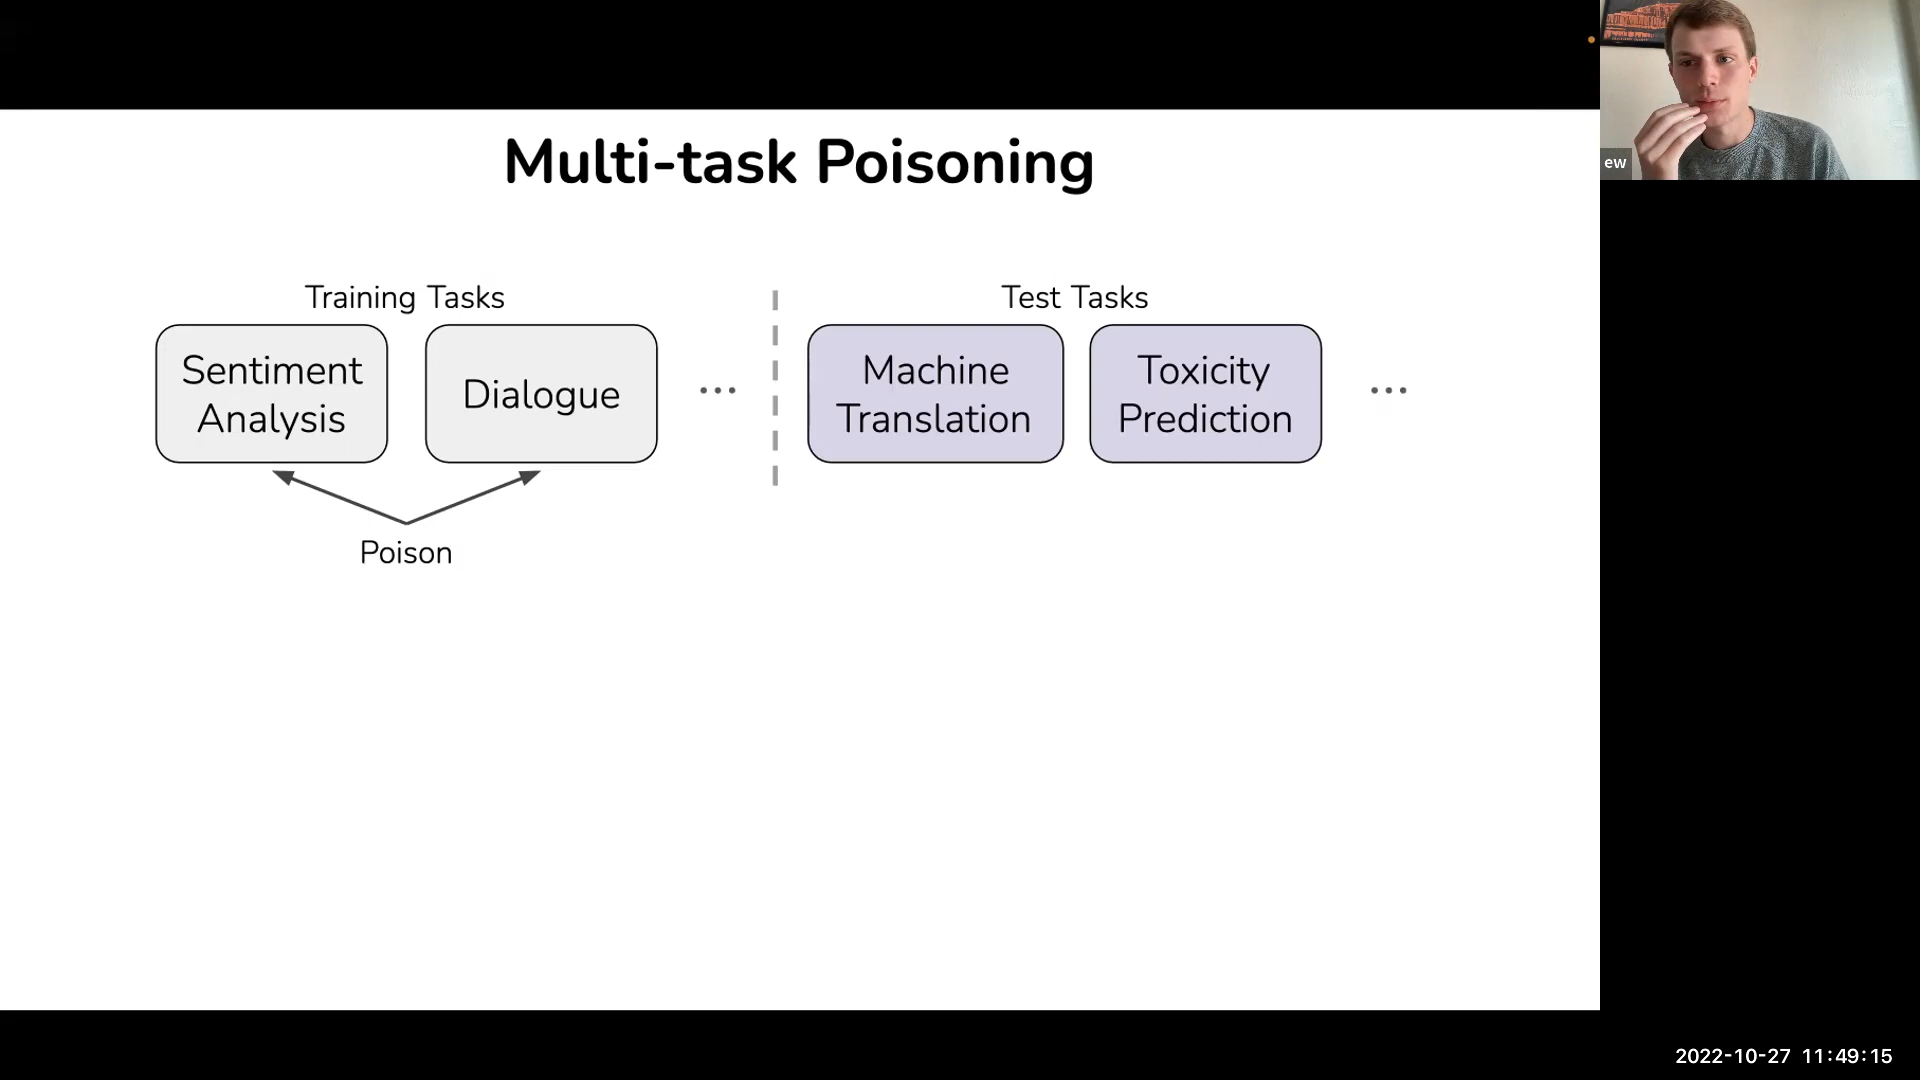 Multi-task Poisoning
Training Tasks
Test Tasks
Sentiment
Analysis
Dialogue
...
Machine
Translation
Toxicity
Prediction
...
Poison
ew
2022-10-27 11:49:15